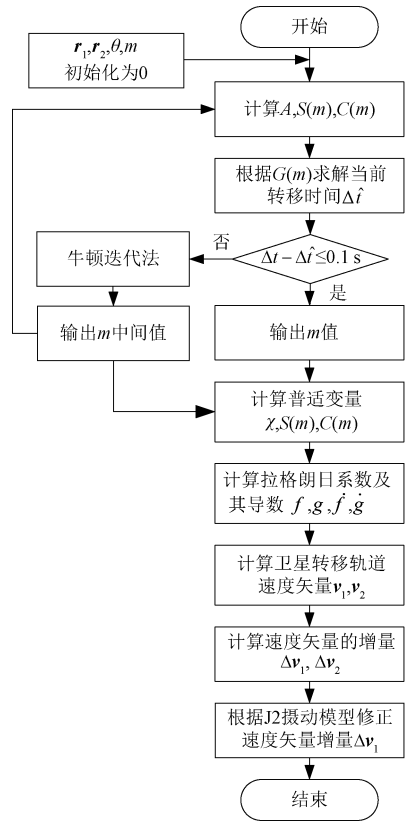 开始
r₁,r₂,θ,m
初始化为0
计算A,S(m),C(m)
根据G(m)求解当前
转移时间Δt̂
否
Δt−Δt̂≤0.1 s
牛顿迭代法
是
输出m中间值
输出m值
计算普适变量
χ,S(m),C(m)
计算拉格朗日系数及
其导数 f ,g ,ḟ ,ġ
计算卫星转移轨道
速度矢量v₁,v₂
计算速度矢量的增量
Δv₁, Δv₂
根据J2摄动模型修正
速度矢量增量Δv₁
结束